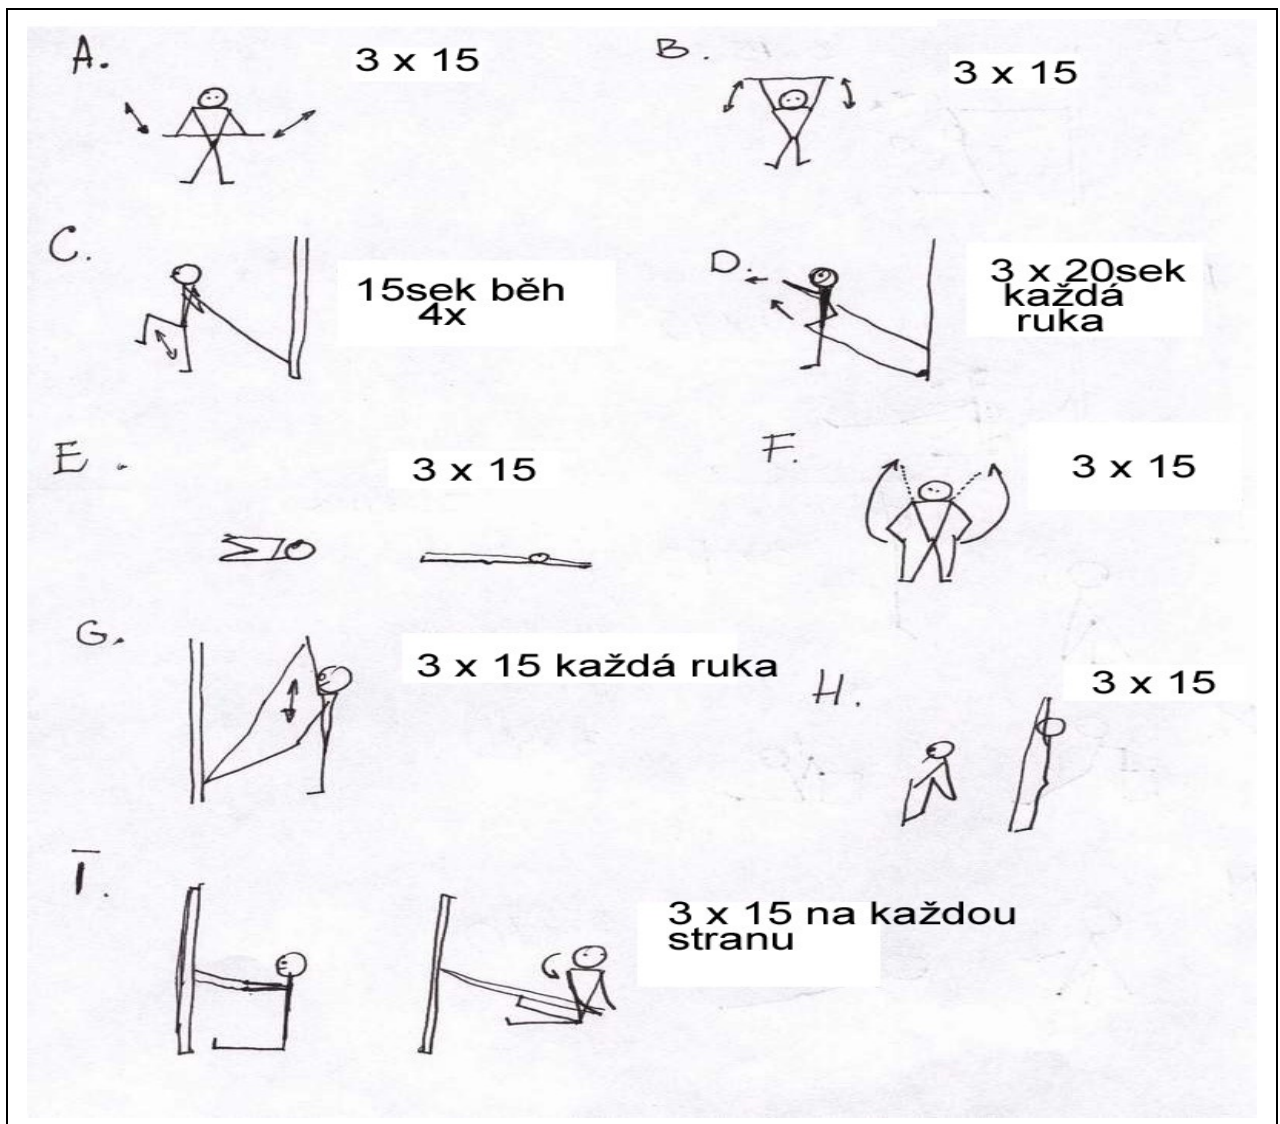 A.
3 x 15
B.
3 x 15
C.
15sek běh
4x
D.
3 x 20sek
každá
ruka
E.
3 x 15
F.
3 x 15
G.
3 x 15 každá ruka
H.
3 x 15
I.
3 x 15 na každou
stranu